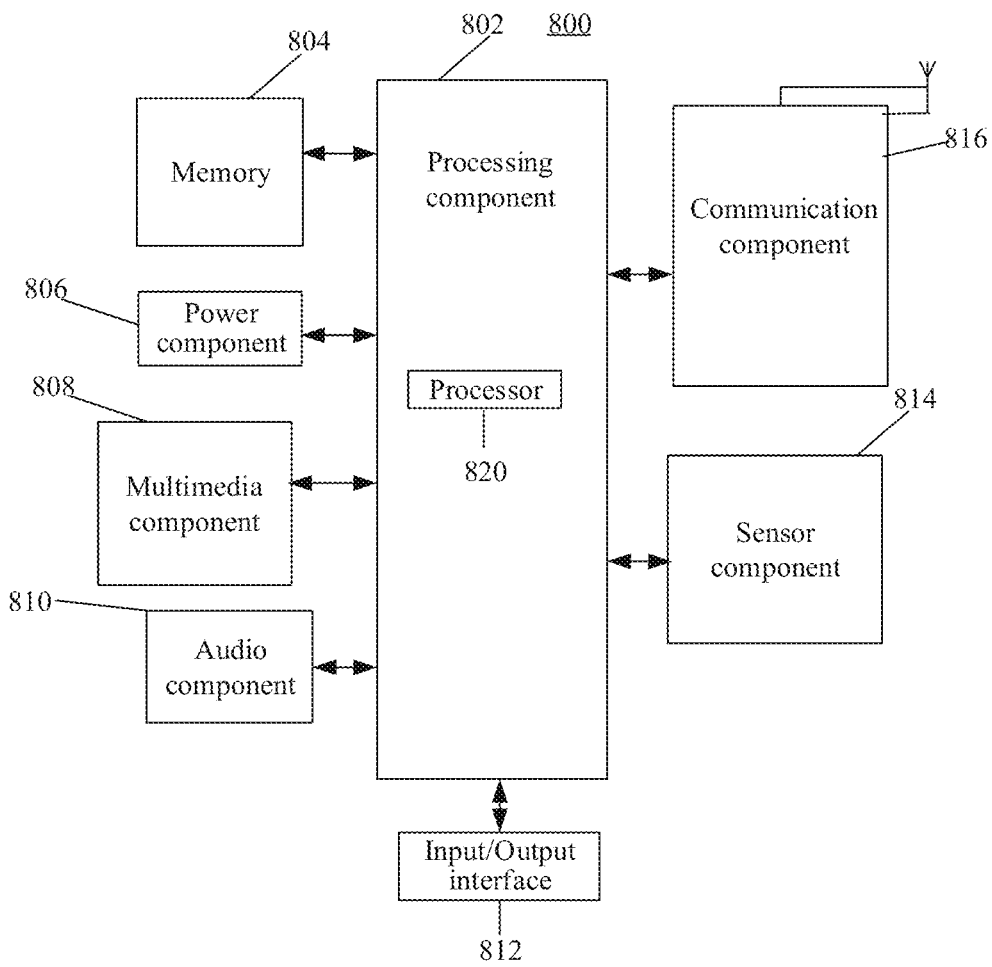 802
800
804
Memory
Processing
component
816
Communication
component
806
Power
component
808
Processor
820
814
Multimedia
component
Sensor
component
810
Audio
component
Input/Output
interface
812